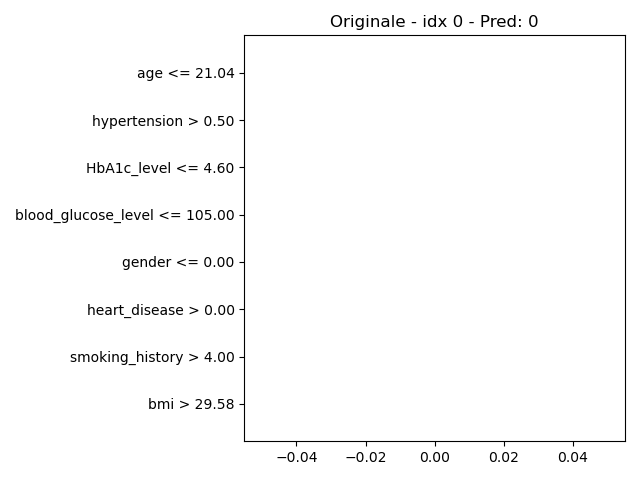 Originale - idx 0 - Pred: 0
age <= 21.04
hypertension > 0.50
HbA1c_level <= 4.60
blood_glucose_level <= 105.00
gender <= 0.00
heart_disease > 0.00
smoking_history > 4.00
bmi > 29.58
−0.04 −0.02 0.00 0.02 0.04